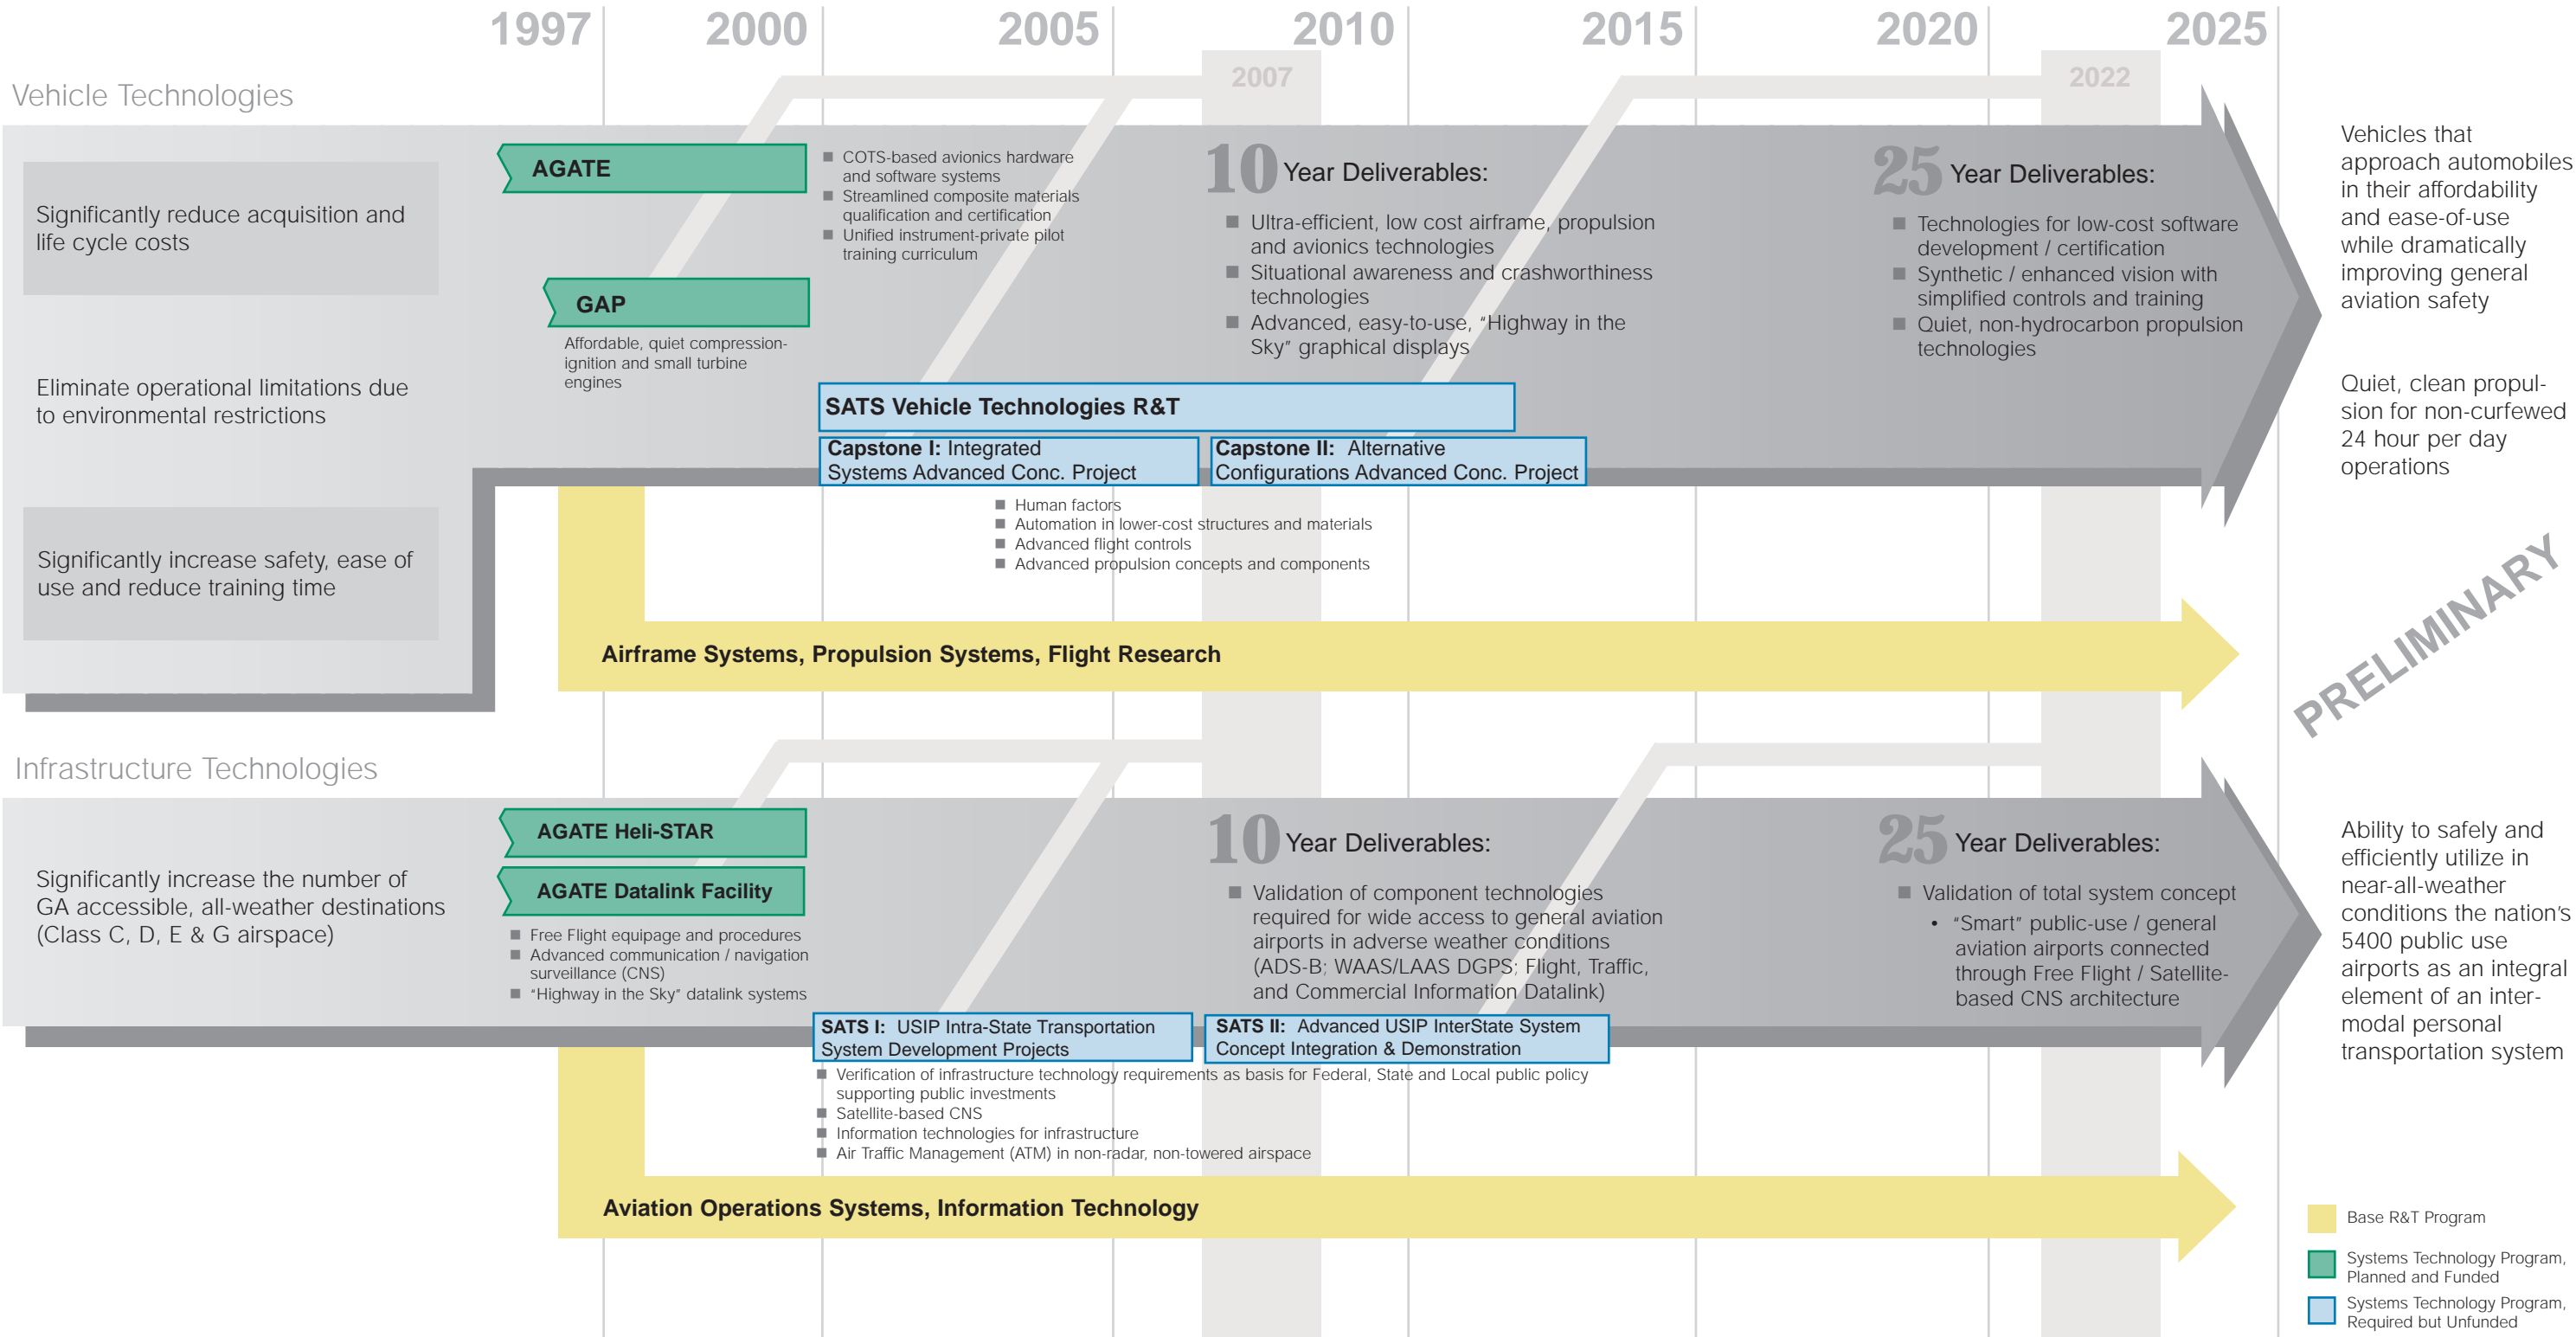 1997 2000 2005 2010 2015 2020 2025
2007 2022
Vehicle Technologies
Significantly reduce acquisition and
life cycle costs
Eliminate operational limitations due
to environmental restrictions
Significantly increase safety, ease of
use and reduce training time
AGATE
■ COTS-based avionics hardware
and software systems
■ Streamlined composite materials
qualification and certification
■ Unified instrument-private pilot
training curriculum
GAP
Affordable, quiet compression-
ignition and small turbine
engines
10 Year Deliverables:
■ Ultra-efficient, low cost airframe, propulsion
and avionics technologies
■ Situational awareness and crashworthiness
technologies
■ Advanced, easy-to-use, "Highway in the
Sky" graphical displays
25 Year Deliverables:
■ Technologies for low-cost software
development / certification
■ Synthetic / enhanced vision with
simplified controls and training
■ Quiet, non-hydrocarbon propulsion
technologies
SATS Vehicle Technologies R&T
Capstone I: Integrated
Systems Advanced Conc. Project
Capstone II: Alternative
Configurations Advanced Conc. Project
■ Human factors
■ Automation in lower-cost structures and materials
■ Advanced flight controls
■ Advanced propulsion concepts and components
Airframe Systems, Propulsion Systems, Flight Research
Vehicles that
approach automobiles
in their affordability
and ease-of-use
while dramatically
improving general
aviation safety
Quiet, clean propul-
sion for non-curfewed
24 hour per day
operations
PRELIMINARY
Infrastructure Technologies
Significantly increase the number of
GA accessible, all-weather destinations
(Class C, D, E & G airspace)
AGATE Heli-STAR
AGATE Datalink Facility
■ Free Flight equipage and procedures
■ Advanced communication / navigation
surveillance (CNS)
■ "Highway in the Sky" datalink systems
10 Year Deliverables:
■ Validation of component technologies
required for wide access to general aviation
airports in adverse weather conditions
(ADS-B; WAAS/LAAS DGPS; Flight, Traffic,
and Commercial Information Datalink)
25 Year Deliverables:
■ Validation of total system concept
• "Smart" public-use / general
aviation airports connected
through Free Flight / Satellite-
based CNS architecture
SATS I: USIP Intra-State Transportation
System Development Projects
SATS II: Advanced USIP InterState System
Concept Integration & Demonstration
■ Verification of infrastructure technology requirements as basis for Federal, State and Local public policy
supporting public investments
■ Satellite-based CNS
■ Information technologies for infrastructure
■ Air Traffic Management (ATM) in non-radar, non-towered airspace
Aviation Operations Systems, Information Technology
Ability to safely and
efficiently utilize in
near-all-weather
conditions the nation's
5400 public use
airports as an integral
element of an inter-
modal personal
transportation system
Base R&T Program
Systems Technology Program,
Planned and Funded
Systems Technology Program,
Required but Unfunded